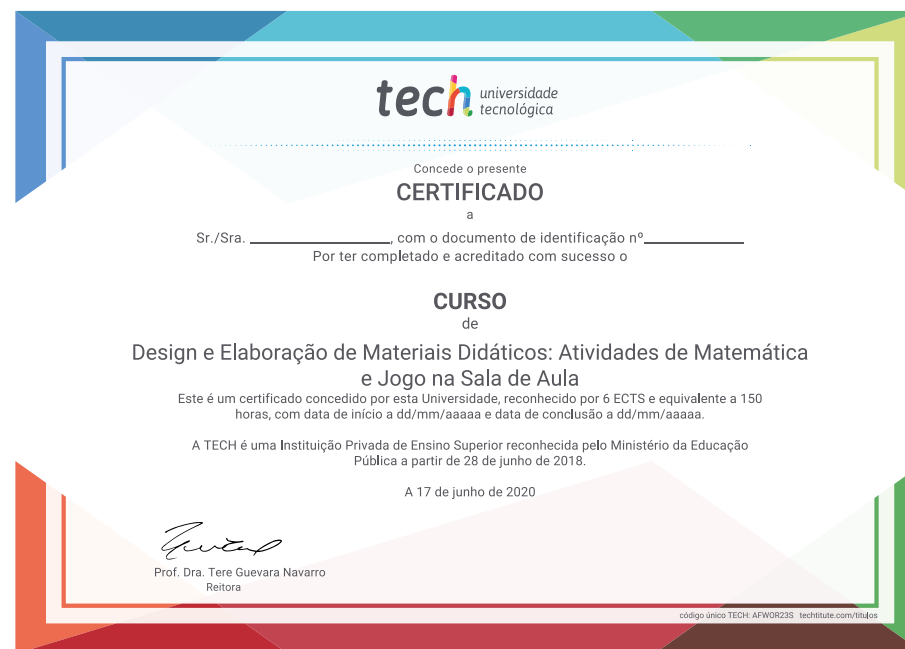 tech universidade
tecnológica
Concede o presente
CERTIFICADO
a
Sr./Sra. ____________________, com o documento de identificação nº______________
Por ter completado e acreditado com sucesso o
CURSO
de
Design e Elaboração de Materiais Didáticos: Atividades de Matemática
e Jogo na Sala de Aula
Este é um certificado concedido por esta Universidade, reconhecido por 6 ECTS e equivalente a 150
horas, com data de início a dd/mm/aaaaa e data de conclusão a dd/mm/aaaaa.
A TECH é uma Instituição Privada de Ensino Superior reconhecida pelo Ministério da Educação
Pública a partir de 28 de junho de 2018.
A 17 de junho de 2020
Prof. Dra. Tere Guevara Navarro
Reitora
código único TECH: AFWOR23S techtitute.com/titulos